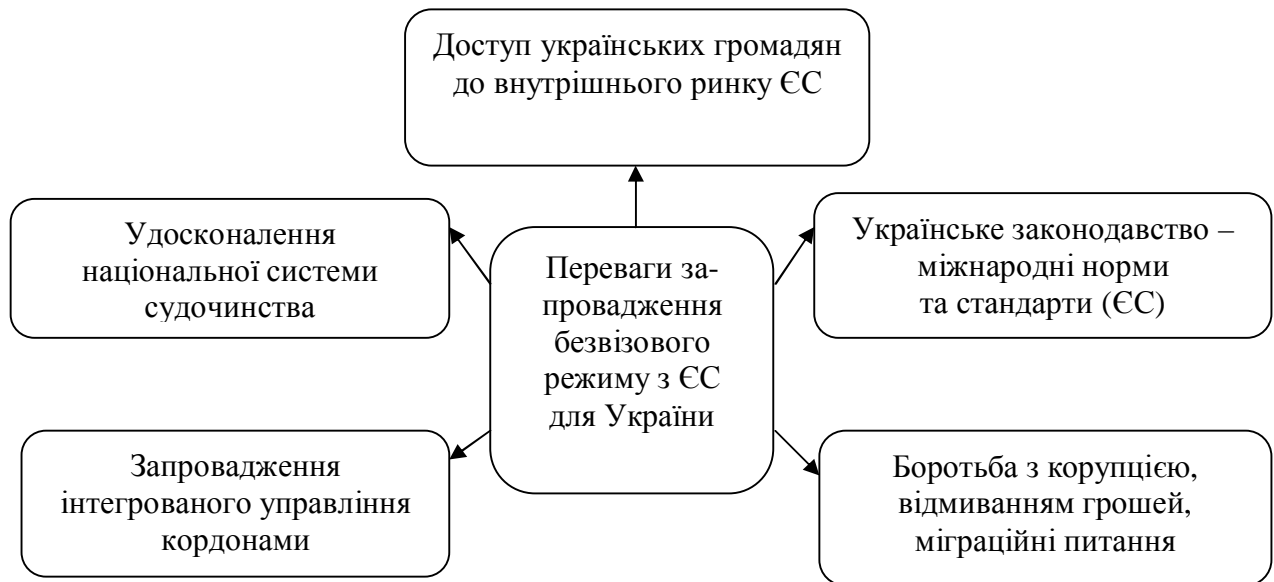 Доступ українських громадян
до внутрішнього ринку ЄС
Удосконалення
національної системи
судочинства
Переваги за-
провадження
безвізового
режиму з ЄС
для України
Українське законодавство –
міжнародні норми
та стандарти (ЄС)
Запровадження
інтегрованого управління
кордонами
Боротьба з корупцією,
відмиванням грошей,
міграційні питання